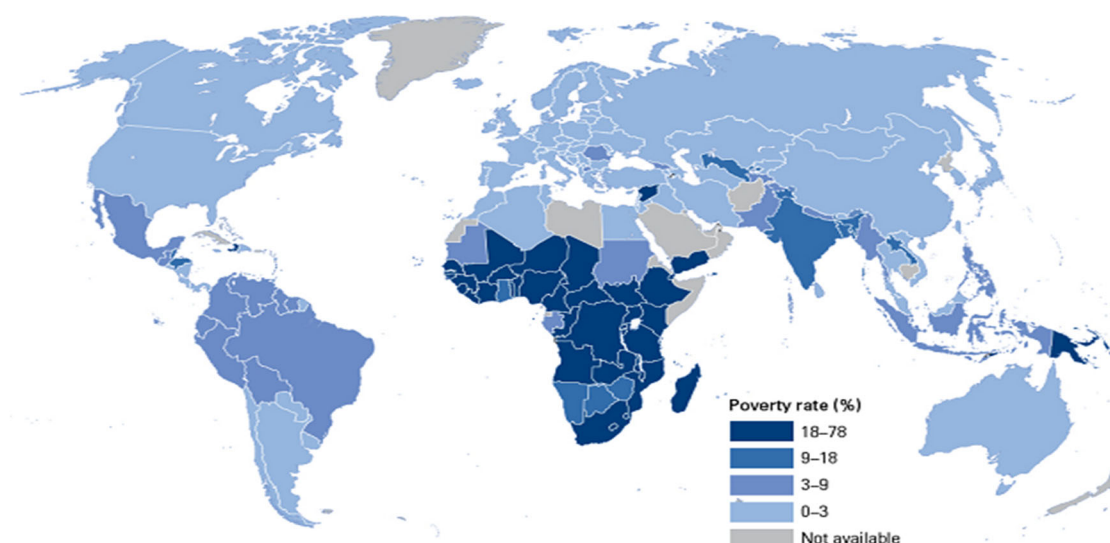 Poverty rate (%)
18–78
9–18
3–9
0–3
Not available